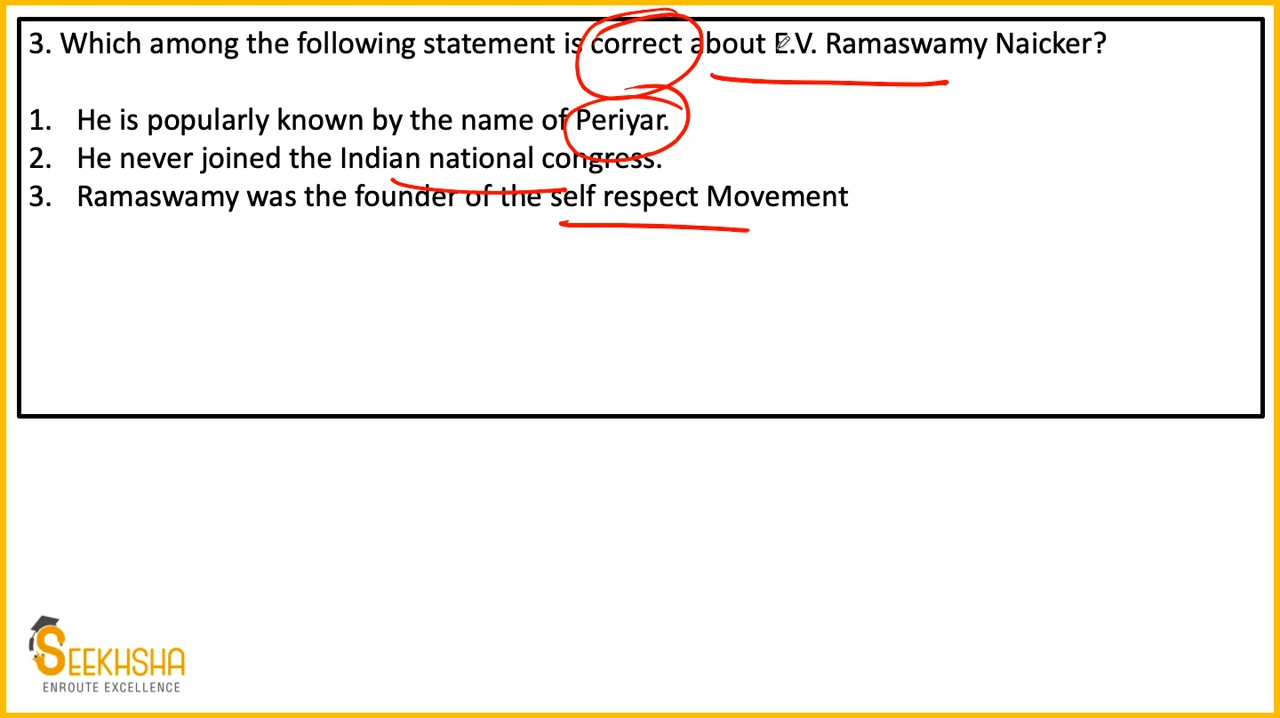 3. Which among the following statement is correct about E.V. Ramaswamy Naicker?
1. He is popularly known by the name of Periyar.
2. He never joined the Indian national congress.
3. Ramaswamy was the founder of the self respect Movement
SEEKHSHA
ENROUTE EXCELLENCE